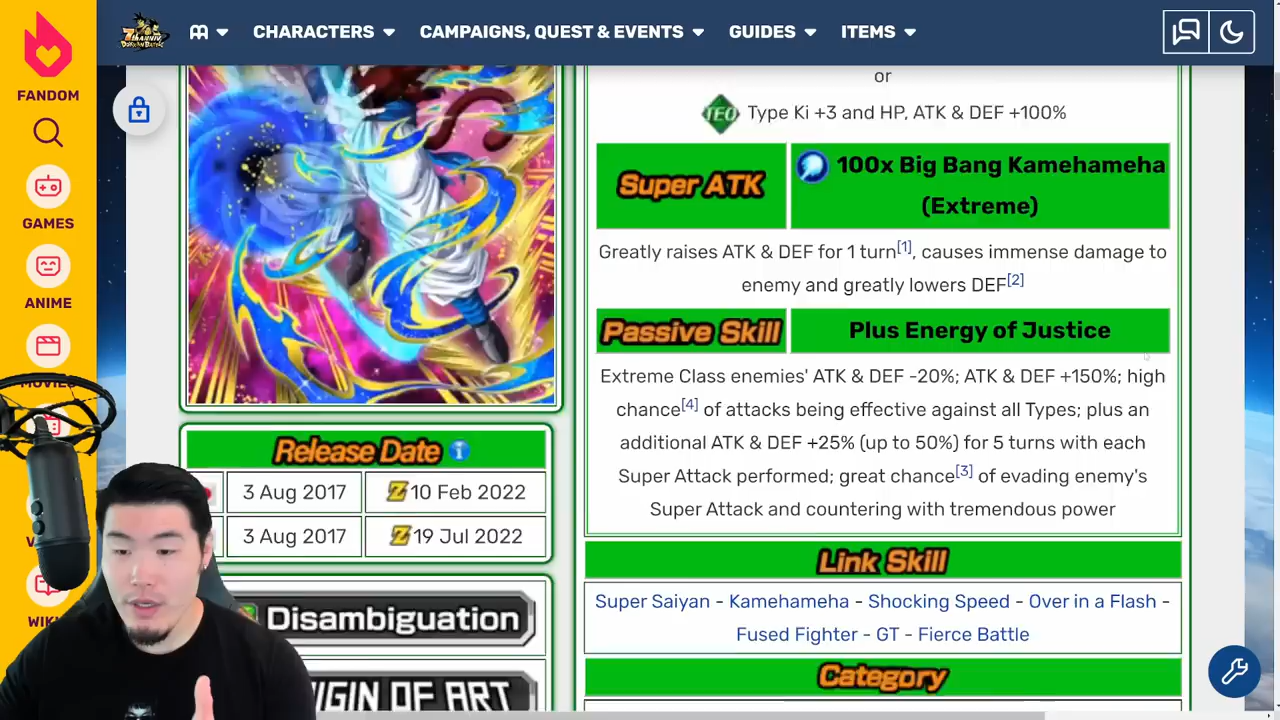 FANDOM
GAMES
ANIME
MOVIES
WIK
CHARACTERS
CAMPAIGNS, QUEST & EVENTS
GUIDES
ITEMS
or
TEQ Type Ki +3 and HP, ATK & DEF +100%
Super ATK
100x Big Bang Kamehameha
(Extreme)
Greatly raises ATK & DEF for 1 turn[1], causes immense damage to
enemy and greatly lowers DEF[2]
Passive Skill
Plus Energy of Justice
Extreme Class enemies' ATK & DEF -20%; ATK & DEF +150%; high
chance[4] of attacks being effective against all Types; plus an
additional ATK & DEF +25% (up to 50%) for 5 turns with each
Super Attack performed; great chance[3] of evading enemy's
Super Attack and countering with tremendous power
Link Skill
Super Saiyan - Kamehameha - Shocking Speed - Over in a Flash -
Fused Fighter - GT - Fierce Battle
Category
Release Date
3 Aug 2017
Z 10 Feb 2022
3 Aug 2017
Z 19 Jul 2022
Disambiguation
RIGIN OF ART